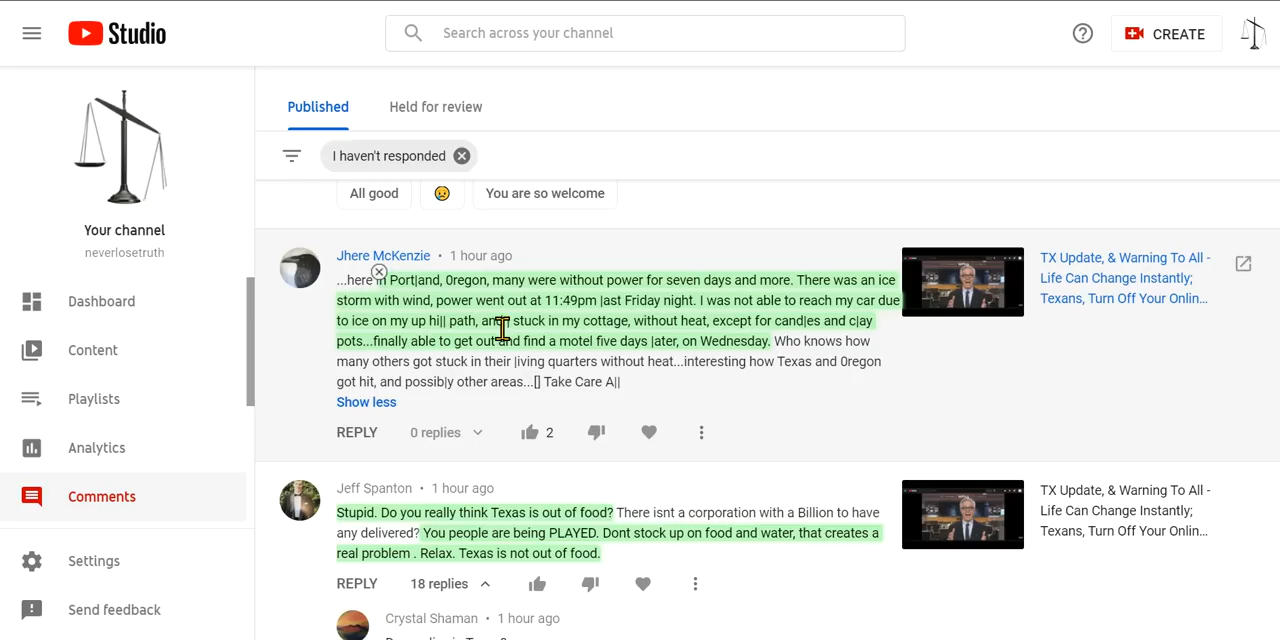 Studio
Search across your channel
CREATE
Published
Held for review
I haven't responded
All good
You are so welcome
Your channel
neverlosetruth
Dashboard
Content
Playlists
Analytics
Comments
Settings
Send feedback
Jhere McKenzie • 1 hour ago
...here in Port|and, 0regon, many were without power for seven days and more. There was an ice
storm with wind, power went out at 11:49pm |ast Friday night. I was not able to reach my car due
to ice on my up hi|| path, and stuck in my cottage, without heat, except for cand|es and c|ay
pots...finally able to get out and find a motel five days |ater, on Wednesday. Who knows how
many others got stuck in their |iving quarters without heat...interesting how Texas and 0regon
got hit, and possib|y other areas...[] Take Care A||
Show less
REPLY 0 replies 2
TX Update, & Warning To All -
Life Can Change Instantly;
Texans, Turn Off Your Onlin...
Jeff Spanton • 1 hour ago
Stupid. Do you really think Texas is out of food? There isnt a corporation with a Billion to have
any delivered? You people are being PLAYED. Dont stock up on food and water, that creates a
real problem . Relax. Texas is not out of food.
REPLY 18 replies
TX Update, & Warning To All -
Life Can Change Instantly;
Texans, Turn Off Your Onlin...
Crystal Shaman • 1 hour ago